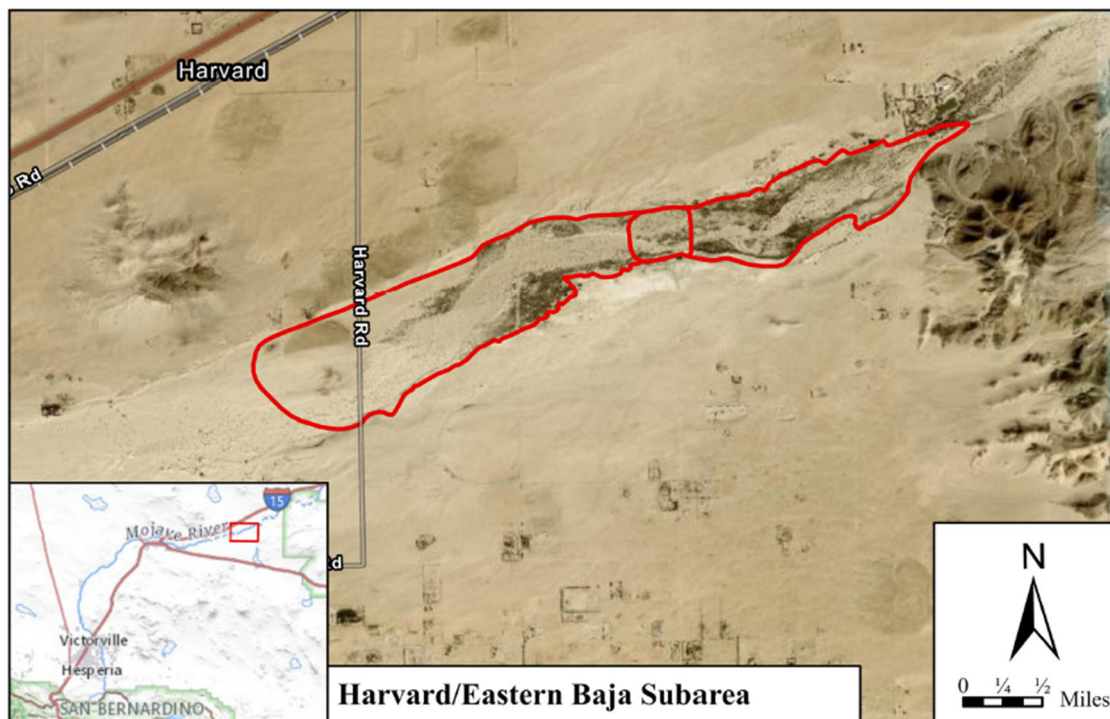 Harvard
o Rd
Harvard Rd
Rd
15
Mojave River
Victorville
Hesperia
SAN BERNARDINO
Harvard/Eastern Baja Subarea
N
0 ¼ ½ Miles